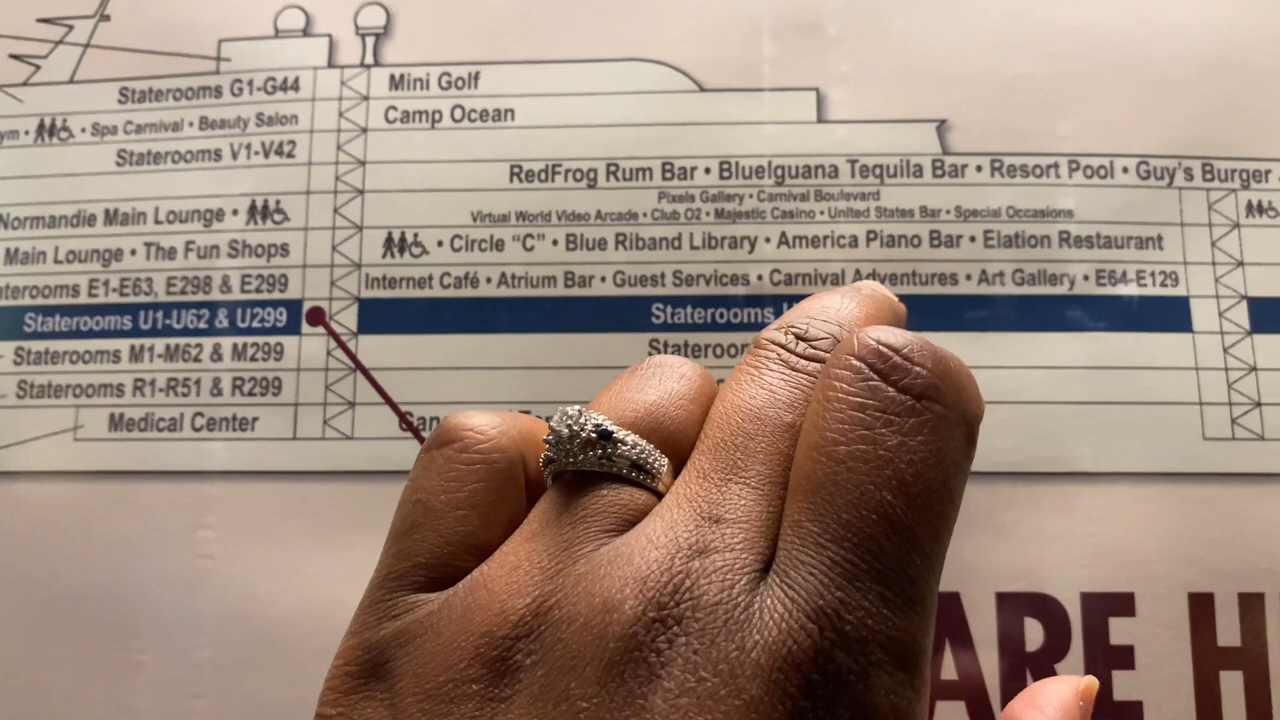 Staterooms G1-G44
Mini Golf
Camp Ocean
• Spa Carnival • Beauty Salon
Staterooms V1-V42
RedFrog Rum Bar • BlueIguana Tequila Bar • Resort Pool • Guy's Burger
Pixels Gallery • Carnival Boulevard
Virtual World Video Arcade • Club O2 • Majestic Casino • United States Bar • Special Occasions
Normandie Main Lounge •
• Circle "C" • Blue Riband Library • America Piano Bar • Elation Restaurant
Main Lounge • The Fun Shops
Internet Café • Atrium Bar • Guest Services • Carnival Adventures • Art Gallery • E64-E129
E1-E63, E298 & E299
Staterooms U1-U62 & U299
Staterooms
Staterooms M1-M62 & M299
Staterooms R1-R51 & R299
Medical Center
ARE